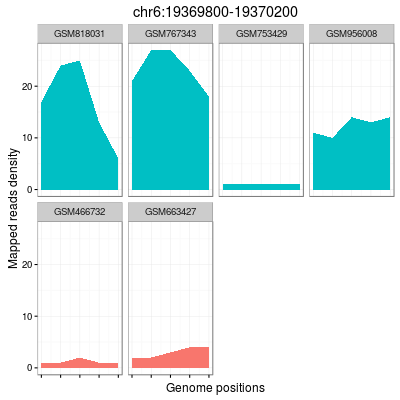 chr6:19369800-19370200
GSM818031 GSM767343 GSM753429 GSM956008
20
10
0
GSM466732 GSM663427
20
10
0
Mapped reads density
Genome positions